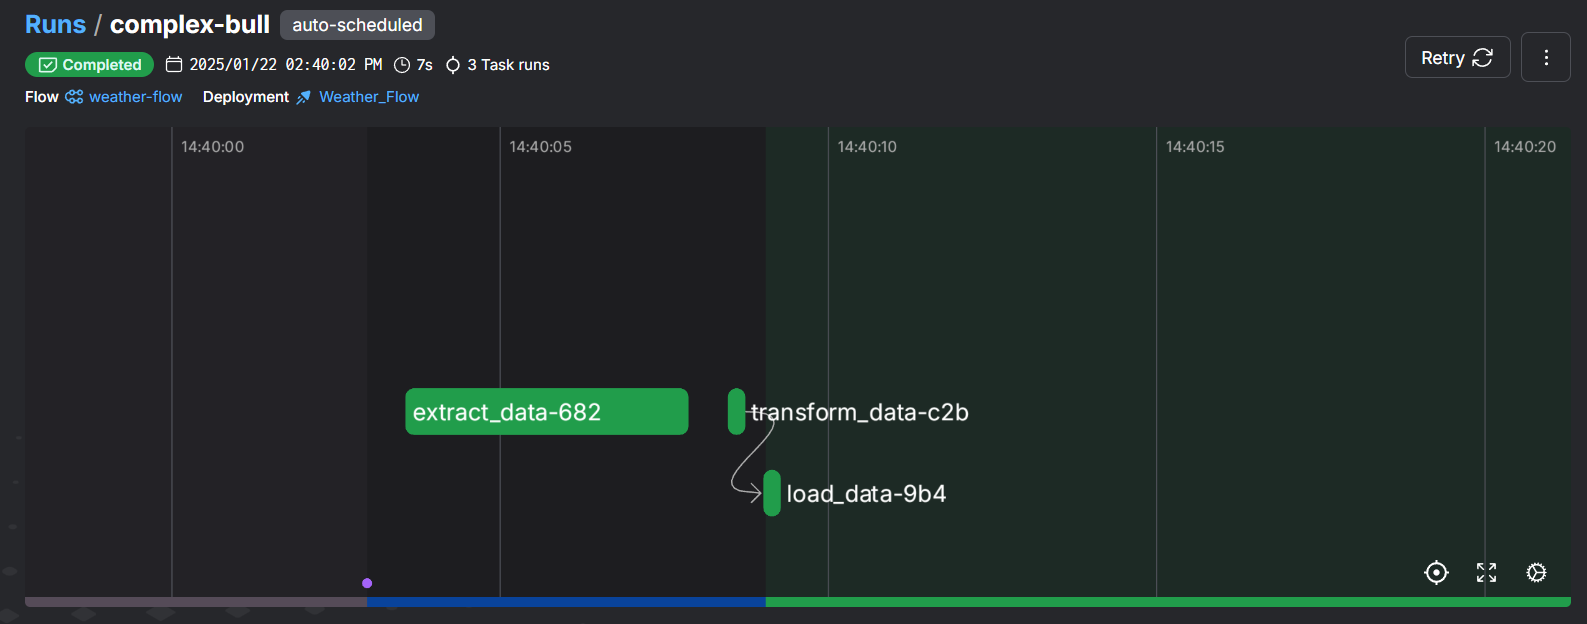 Runs / complex-bull auto-scheduled
Completed 2025/01/22 02:40:02 PM 7s 3 Task runs
Retry
Flow weather-flow Deployment Weather_Flow
14:40:00 14:40:05 14:40:10 14:40:15 14:40:20
extract_data-682 transform_data-c2b
load_data-9b4